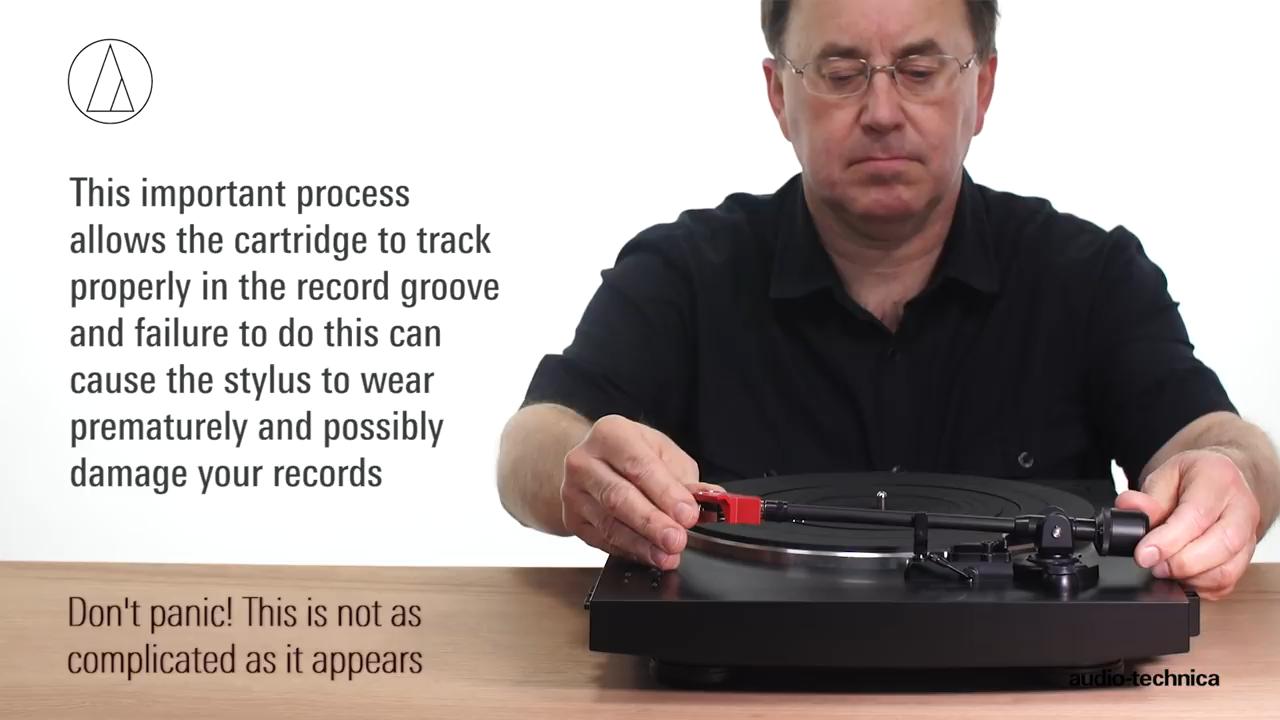 This important process
allows the cartridge to track
properly in the record groove
and failure to do this can
cause the stylus to wear
prematurely and possibly
damage your records
Don't panic! This is not as
complicated as it appears
audio-technica